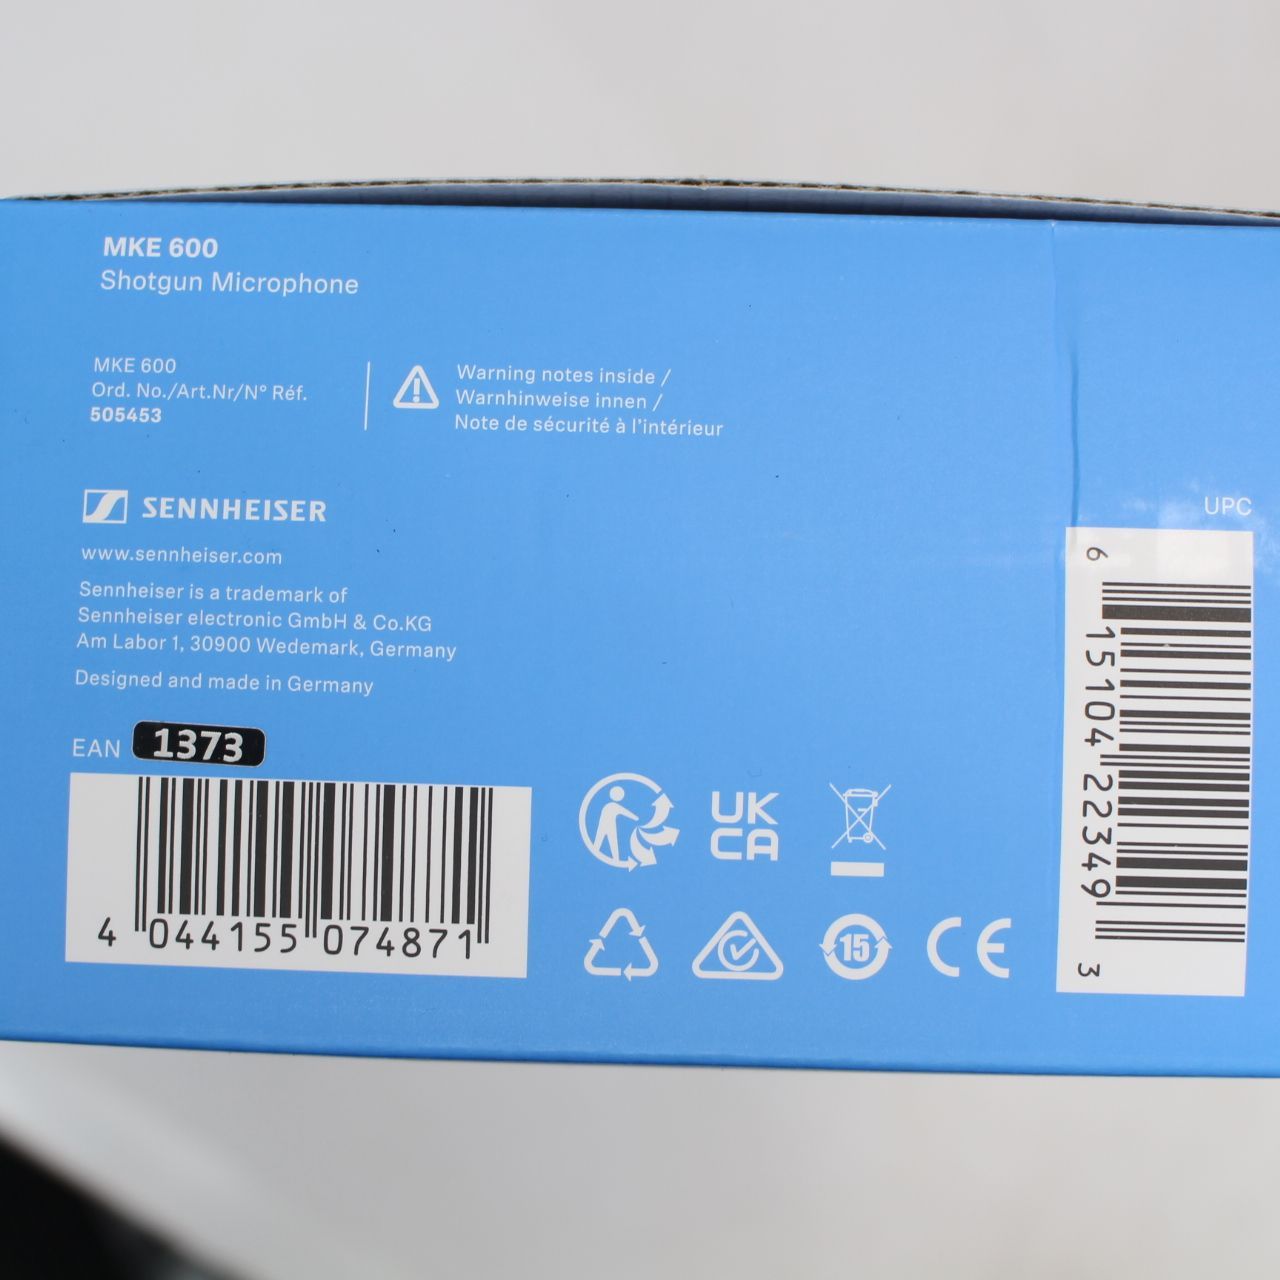 MKE 600
Shotgun Microphone
MKE 600
Ord. No./Art.Nr/N° Réf.
505453
Warning notes inside /
Warnhinweise innen /
Note de sécurité à l'intérieur
SENNHEISER
www.sennheiser.com
Sennheiser is a trademark of
Sennheiser electronic GmbH & Co.KG
Am Labor 1, 30900 Wedemark, Germany
Designed and made in Germany
EAN 1373
4 044155 074871
UK
CA
15
CE
UPC
6 15104 22349 3